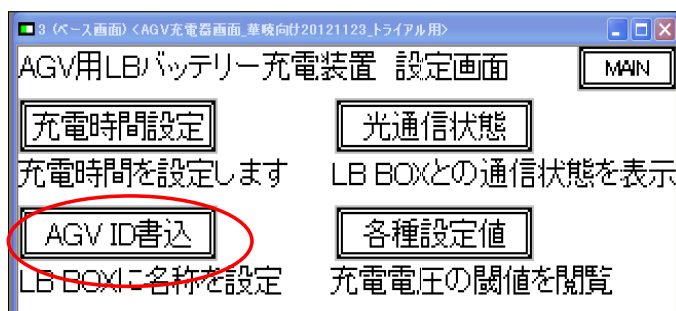 3 (ベース画面) <AGV充電器画面_華暁向け20121123_トライアル用>
AGV用LBバッテリー充電装置 設定画面 MAIN
充電時間設定 光通信状態
充電時間を設定します LB BOXとの通信状態を表示
AGV ID書込 各種設定値
LB BOXに名称を設定 充電電圧の閾値を閲覧